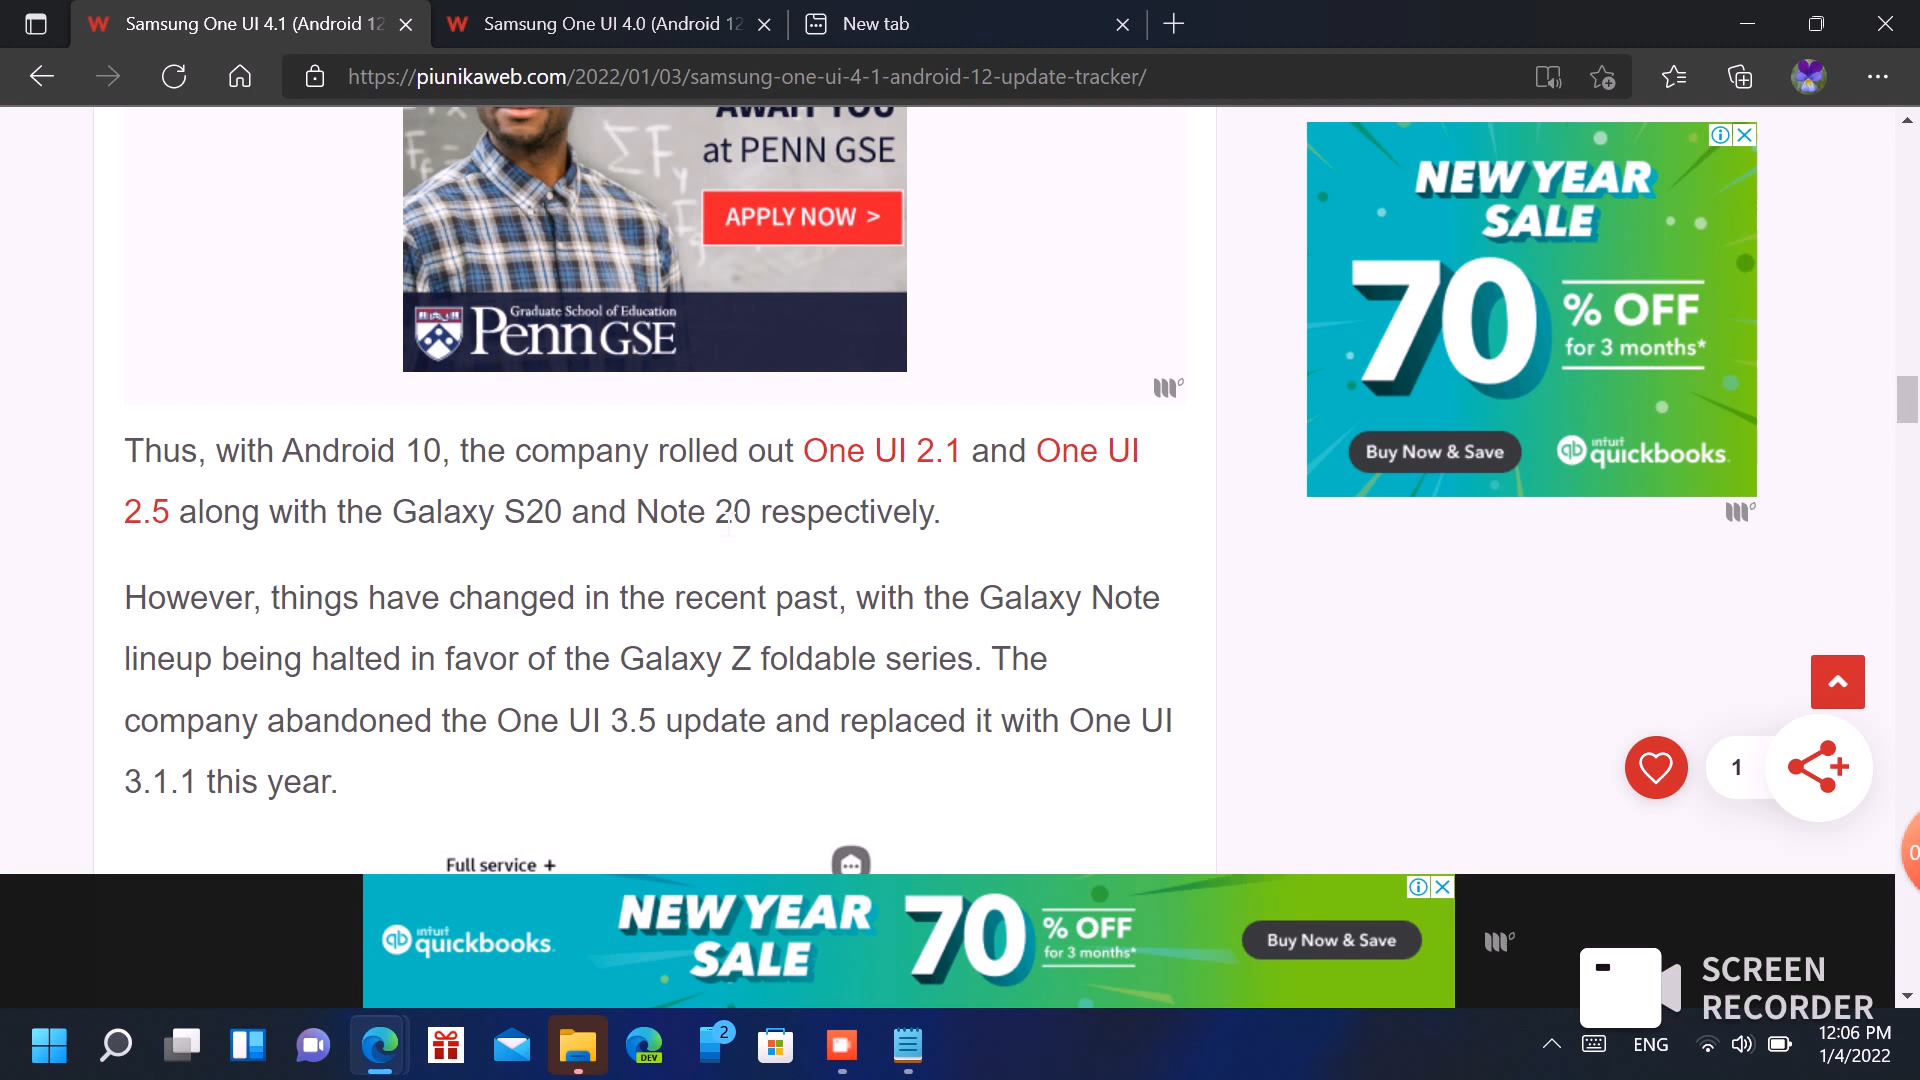 Samsung One UI 4.1 (Android 12
Samsung One UI 4.0 (Android 12
New tab
https://piunikaweb.com/2022/01/03/samsung-one-ui-4-1-android-12-update-tracker/
AWAIT YOU
at PENN GSE
APPLY NOW >
Graduate School of Education
Penn GSE
NEW YEAR
SALE
70
% OFF
for 3 months*
Buy Now & Save
intuit
quickbooks.
Thus, with Android 10, the company rolled out One UI 2.1 and One UI
2.5 along with the Galaxy S20 and Note 20 respectively.
However, things have changed in the recent past, with the Galaxy Note
lineup being halted in favor of the Galaxy Z foldable series. The
company abandoned the One UI 3.5 update and replaced it with One UI
3.1.1 this year.
1
Full service +
intuit
quickbooks.
NEW YEAR
SALE
70
% OFF
for 3 months*
Buy Now & Save
SCREEN
RECORDER
DEV
2
ENG
12:06 PM
1/4/2022